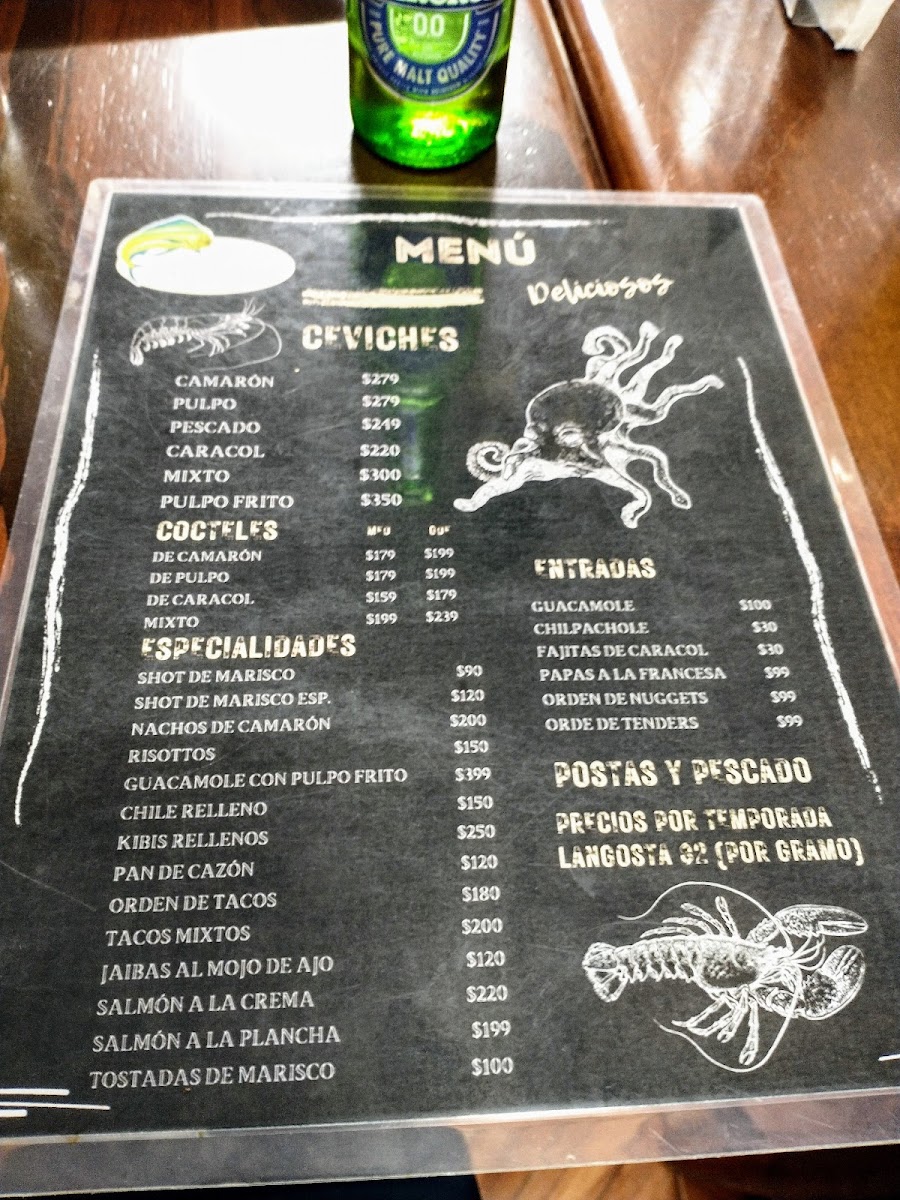 0.0
PURE MALT QUALITY
MENÚ
Deliciosos
CEVICHES
CAMARÓN $279
PULPO $279
PESCADO $249
CARACOL $220
MIXTO $300
PULPO FRITO $350
COCTELES
DE CAMARÓN $179 $199
DE PULPO $179 $199
DE CARACOL $159 $179
MIXTO $199 $239
ESPECIALIDADES
SHOT DE MARISCO $90
SHOT DE MARISCO ESP. $120
NACHOS DE CAMARÓN $200
RISOTTOS $150
GUACAMOLE CON PULPO FRITO $399
CHILE RELLENO $150
KIBIS RELLENOS $250
PAN DE CAZÓN $120
ORDEN DE TACOS $180
TACOS MIXTOS $200
JAIBAS AL MOJO DE AJO $120
SALMÓN A LA CREMA $220
SALMÓN A LA PLANCHA $199
TOSTADAS DE MARISCO $100
ENTRADAS
GUACAMOLE $100
CHILPACHOLE $30
FAJITAS DE CARACOL $30
PAPAS A LA FRANCESA $99
ORDEN DE NUGGETS $99
ORDE DE TENDERS $99
POSTAS Y PESCADO
PRECIOS POR TEMPORADA
LANGOSTA $2 (POR GRAMO)